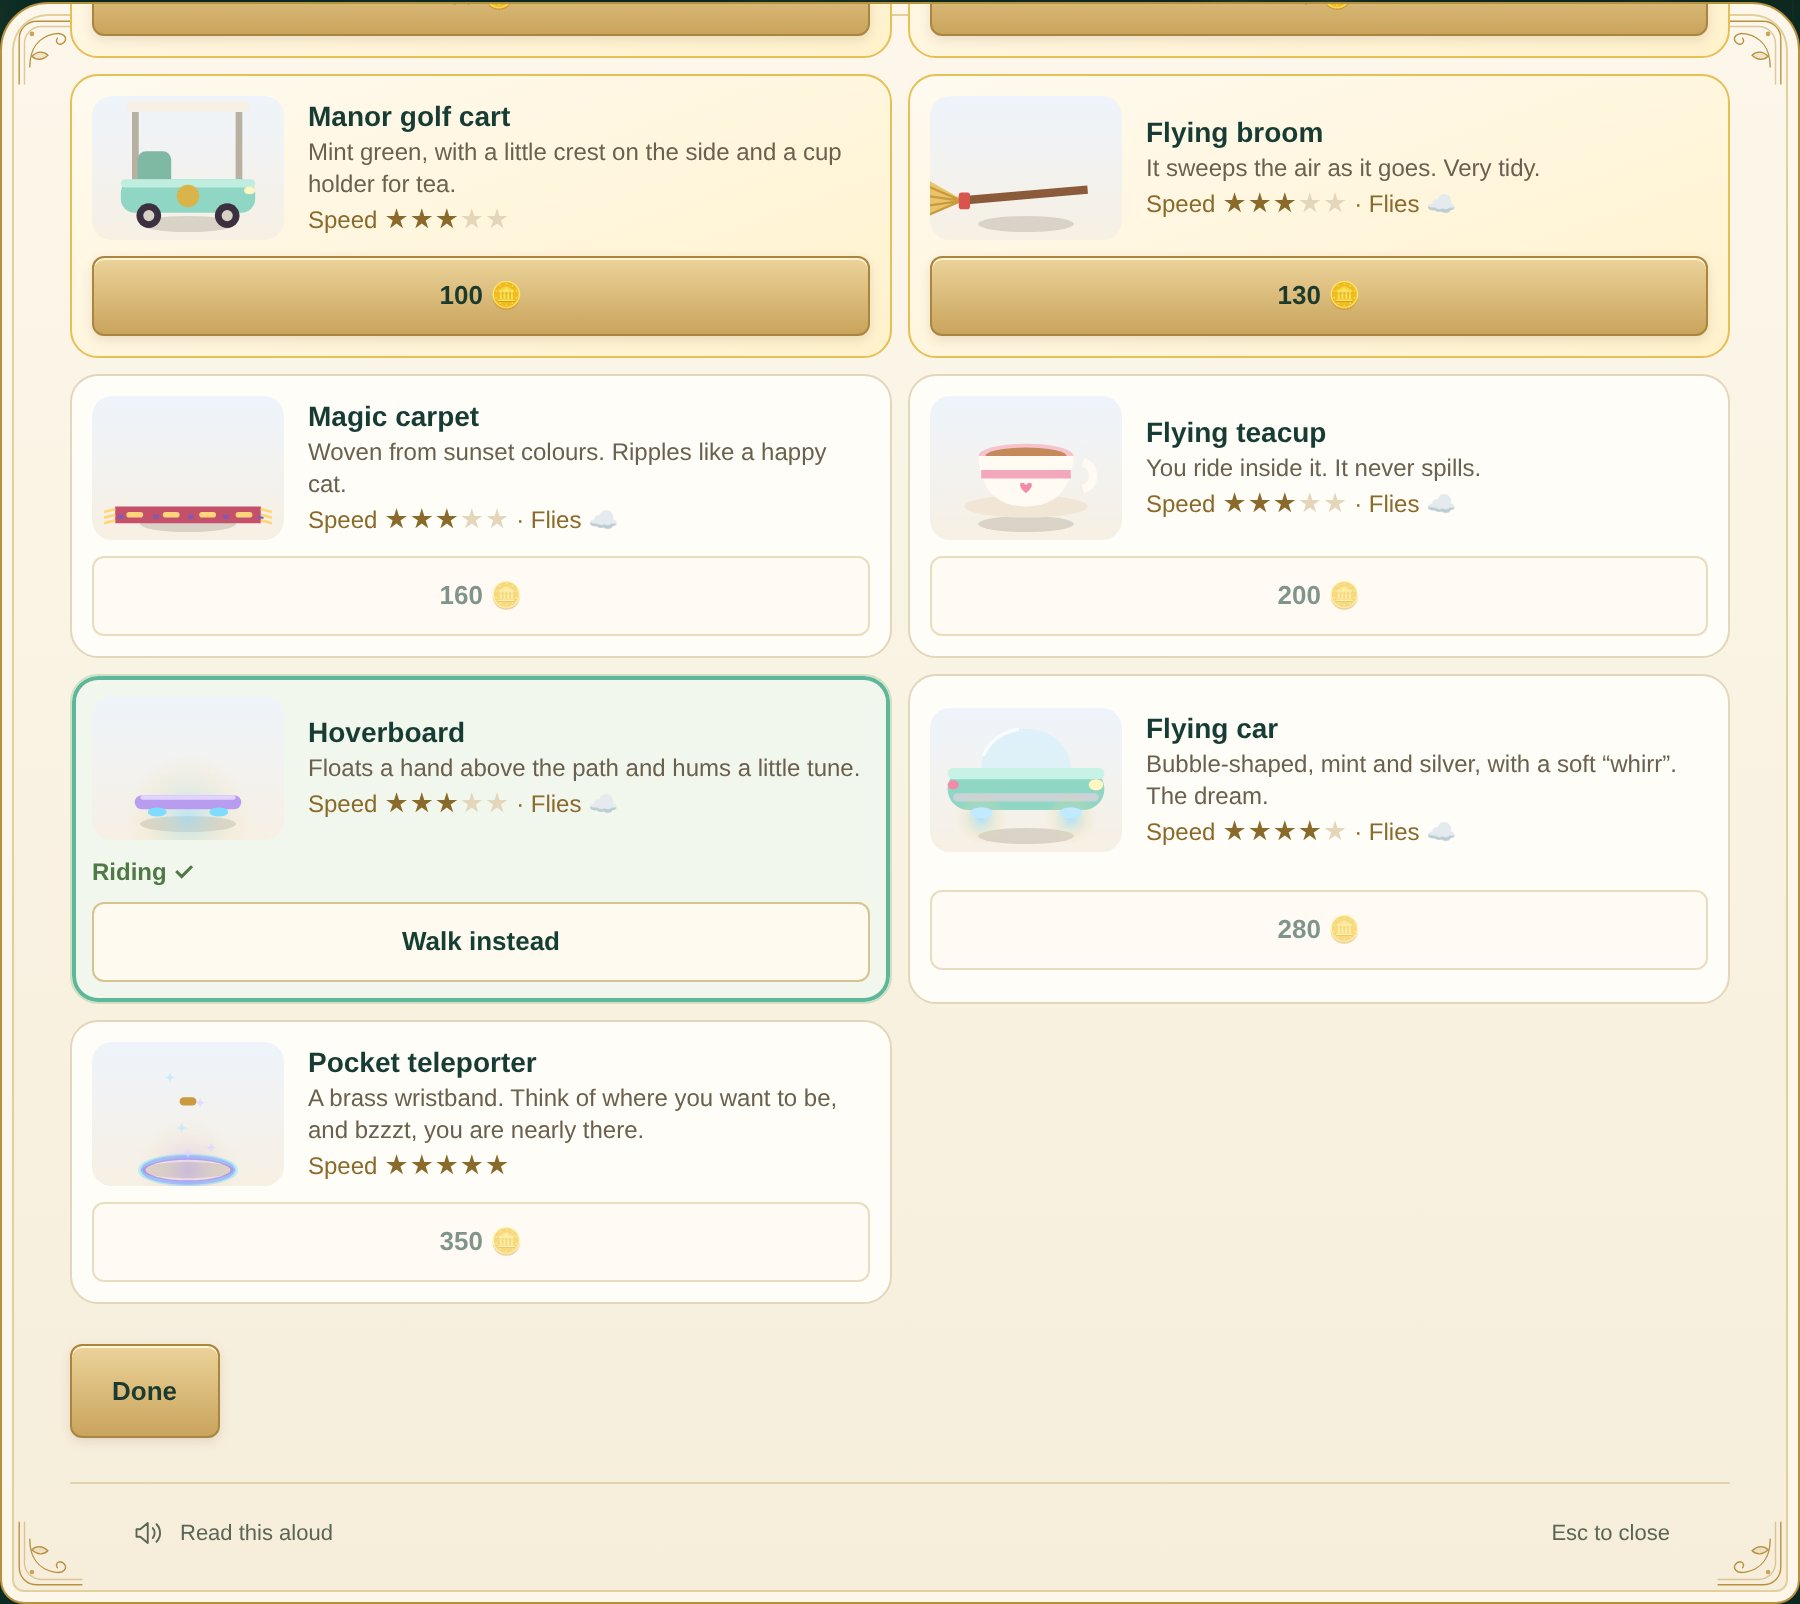 Manor golf cart
Mint green, with a little crest on the side and a cup
holder for tea.
Speed ★★★★★
100
Flying broom
It sweeps the air as it goes. Very tidy.
Speed ★★★★★ · Flies
130
Magic carpet
Woven from sunset colours. Ripples like a happy
cat.
Speed ★★★★★ · Flies
160
Flying teacup
You ride inside it. It never spills.
Speed ★★★★★ · Flies
200
Hoverboard
Floats a hand above the path and hums a little tune.
Speed ★★★★★ · Flies
Riding ✓
Walk instead
Flying car
Bubble-shaped, mint and silver, with a soft “whirr”.
The dream.
Speed ★★★★★ · Flies
280
Pocket teleporter
A brass wristband. Think of where you want to be,
and bzzzt, you are nearly there.
Speed ★★★★★
350
Done
Read this aloud
Esc to close